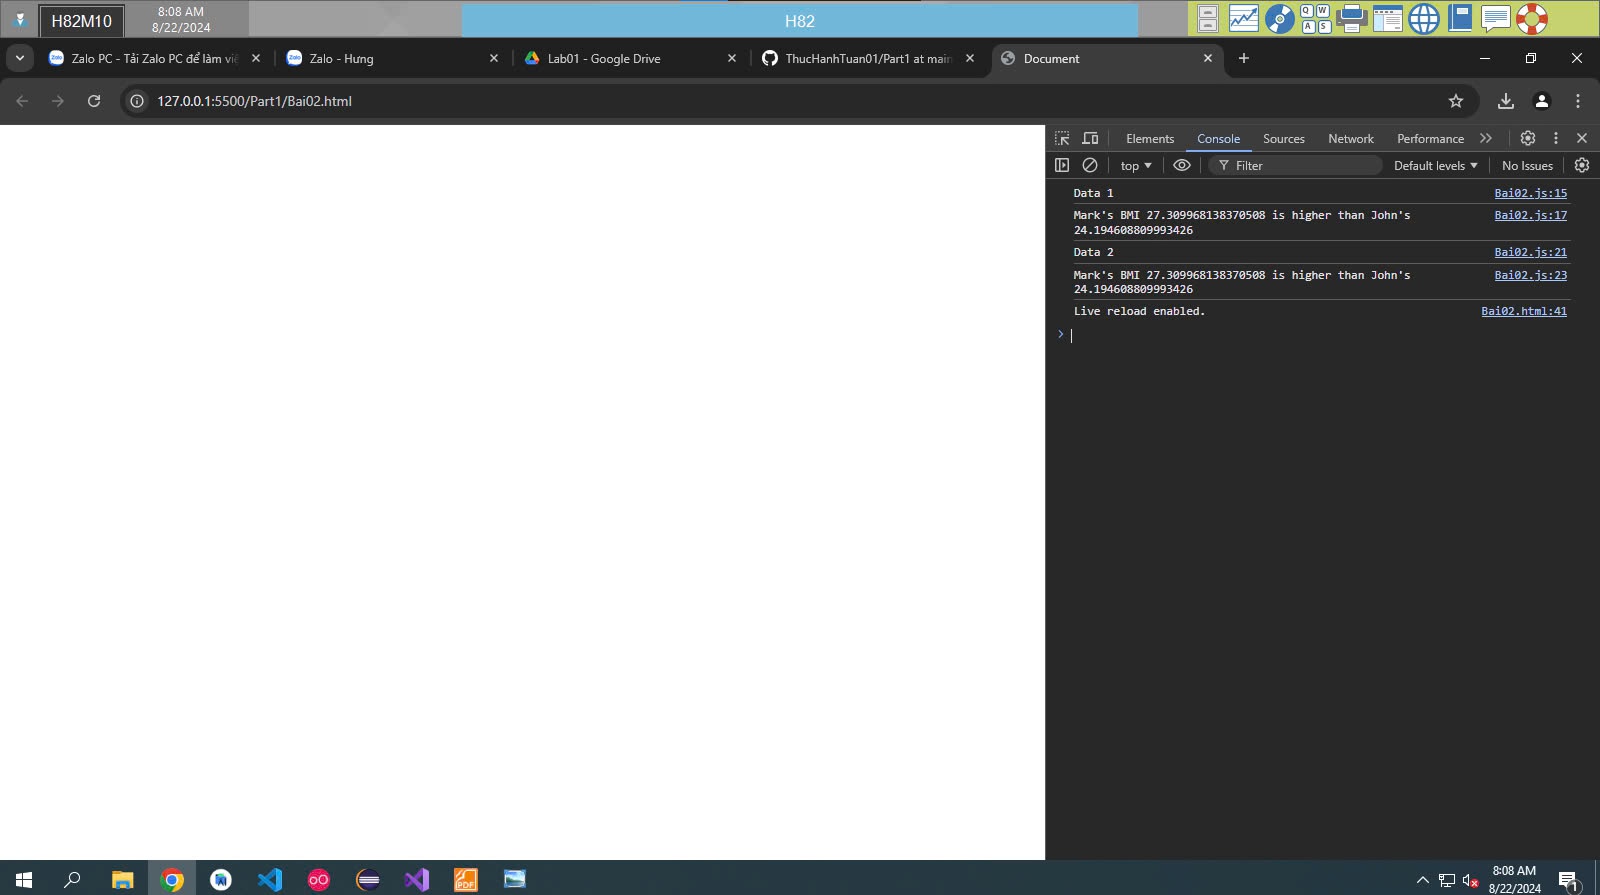 H82M10
8:08 AM
8/22/2024
H82
Q W
A S
Zalo PC - Tải Zalo PC để làm việ
Zalo - Hưng
Lab01 - Google Drive
ThucHanhTuan01/Part1 at main
Document
127.0.0.1:5500/Part1/Bai02.html
Elements
Console
Sources
Network
Performance
top
Filter
Default levels
No Issues
Data 1 Bai02.js:15
Mark's BMI 27.309968138370508 is higher than John's Bai02.js:17
24.194608809993426
Data 2 Bai02.js:21
Mark's BMI 27.309968138370508 is higher than John's Bai02.js:23
24.194608809993426
Live reload enabled. Bai02.html:41
PDF
8:08 AM
8/22/2024
1